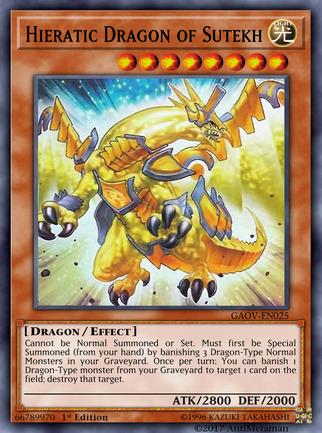 HIERATIC DRAGON OF SUTEKH
LIGHT
光
GAOV-EN025
[DRAGON / EFFECT]
Cannot be Normal Summoned or Set. Must first be Special
Summoned (from your hand) by banishing 3 Dragon-Type Normal
Monsters in your Graveyard. Once per turn: You can banish 1
Dragon-Type monster from your Graveyard to target 1 card on the
field; destroy that target.
ATK/2800 DEF/2000
66789970 1st Edition ©1996 KAZUKI TAKAHASHI
©2017 AntiMetaman